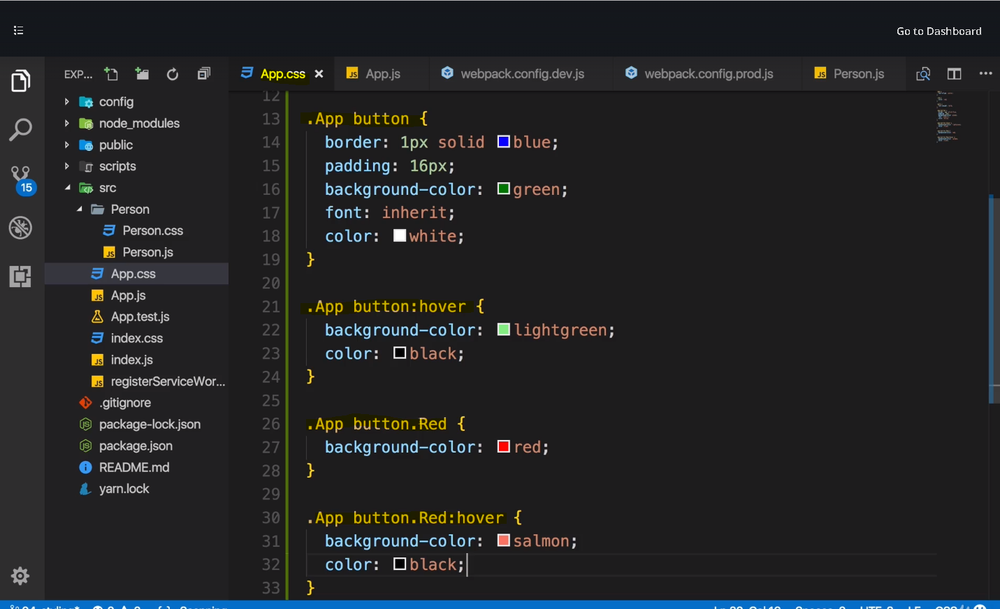 Go to Dashboard
EXP...
App.css
App.js
webpack.config.dev.js
webpack.config.prod.js
Person.js
config
node_modules
public
scripts
src
Person
Person.css
Person.js
App.css
App.js
App.test.js
index.css
index.js
registerServiceWor...
.gitignore
package-lock.json
package.json
README.md
yarn.lock
15
12
13 .App button {
14 border: 1px solid blue;
15 padding: 16px;
16 background-color: green;
17 font: inherit;
18 color: white;
19 }
20
21 .App button:hover {
22 background-color: lightgreen;
23 color: black;
24 }
25
26 .App button.Red {
27 background-color: red;
28 }
29
30 .App button.Red:hover {
31 background-color: salmon;
32 color: black;
33 }